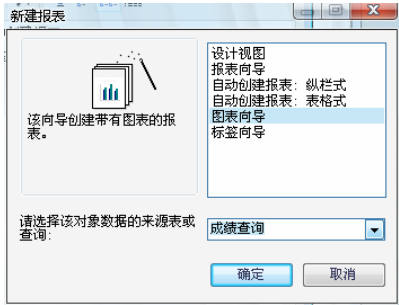 新建报表
设计视图
报表向导
自动创建报表：纵栏式
自动创建报表：表格式
图表向导
标签向导
该向导创建带有图表的报
表。
请选择该对象数据的来源表或
查询:
成绩查询
确定
取消